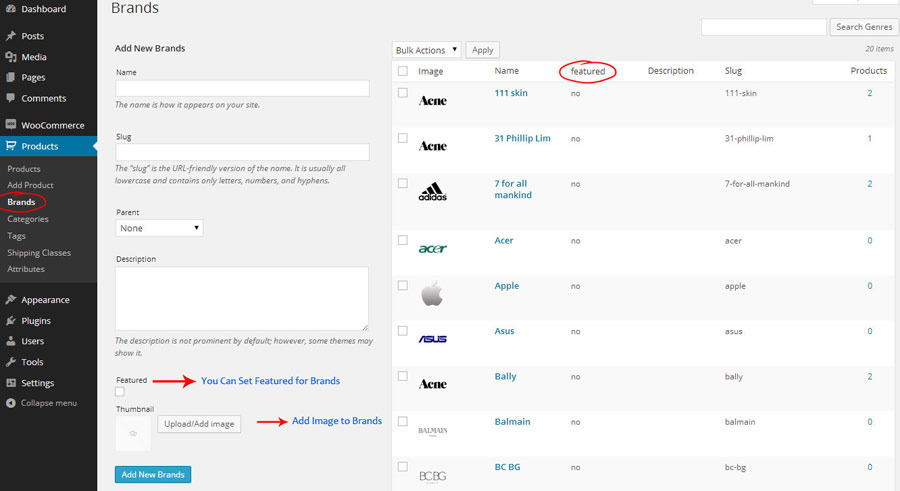 Dashboard
Posts
Media
Pages
Comments
WooCommerce
Products
Products
Add Product
Brands
Categories
Tags
Shipping Classes
Attributes
Appearance
Plugins
Users
Tools
Settings
Collapse menu
Brands
Search Genres
Add New Brands
Name
The name is how it appears on your site.
Slug
The "slug" is the URL-friendly version of the name. It is usually all
lowercase and contains only letters, numbers, and hyphens.
Parent
None
Description
The description is not prominent by default; however, some themes may
show it.
Featured
You Can Set Featured for Brands
Thumbnail
Upload/Add image
Add Image to Brands
Add New Brands
Bulk Actions Apply 20 items
Image Name featured Description Slug Products
Acne 111 skin no 111-skin 2
Acne 31 Phillip Lim no 31-phillip-lim 1
adidas 7 for all mankind no 7-for-all-mankind 2
acer Acer no acer 0
Apple no apple 0
ASUS Asus no asus 0
Acne Bally no bally 2
BALMAIN Balmain no balmain 0
BCBG BC BG no bc-bg 0